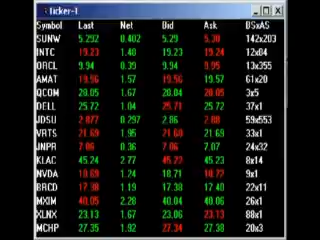 Ticker-1
Symbol Last Net Bid Ask BSxAS
SUNW 5.292 0.402 5.29 5.30 142x203
INTC 19.23 1.48 19.23 19.24 12x84
ORCL 9.94 0.39 9.94 9.95 13x355
AMAT 19.56 1.57 19.56 19.57 61x20
QCOM 28.05 1.67 28.04 28.05 3x5
DELL 25.72 1.04 25.71 25.72 37x1
JDSU 2.877 0.297 2.86 2.88 59x553
VRTS 21.69 1.95 21.68 21.69 33x1
JNPR 7.06 0.36 7.06 7.07 24x32
KLAC 45.24 2.77 45.22 45.23 8x14
NVDA 18.69 1.24 18.71 18.72 9x1
BRCD 17.38 1.19 17.38 17.40 22x11
MXIM 40.05 2.28 40.04 40.06 26x1
XLNX 23.13 1.67 23.06 23.13 88x1
MCHP 27.35 1.92 27.34 27.38 20x3